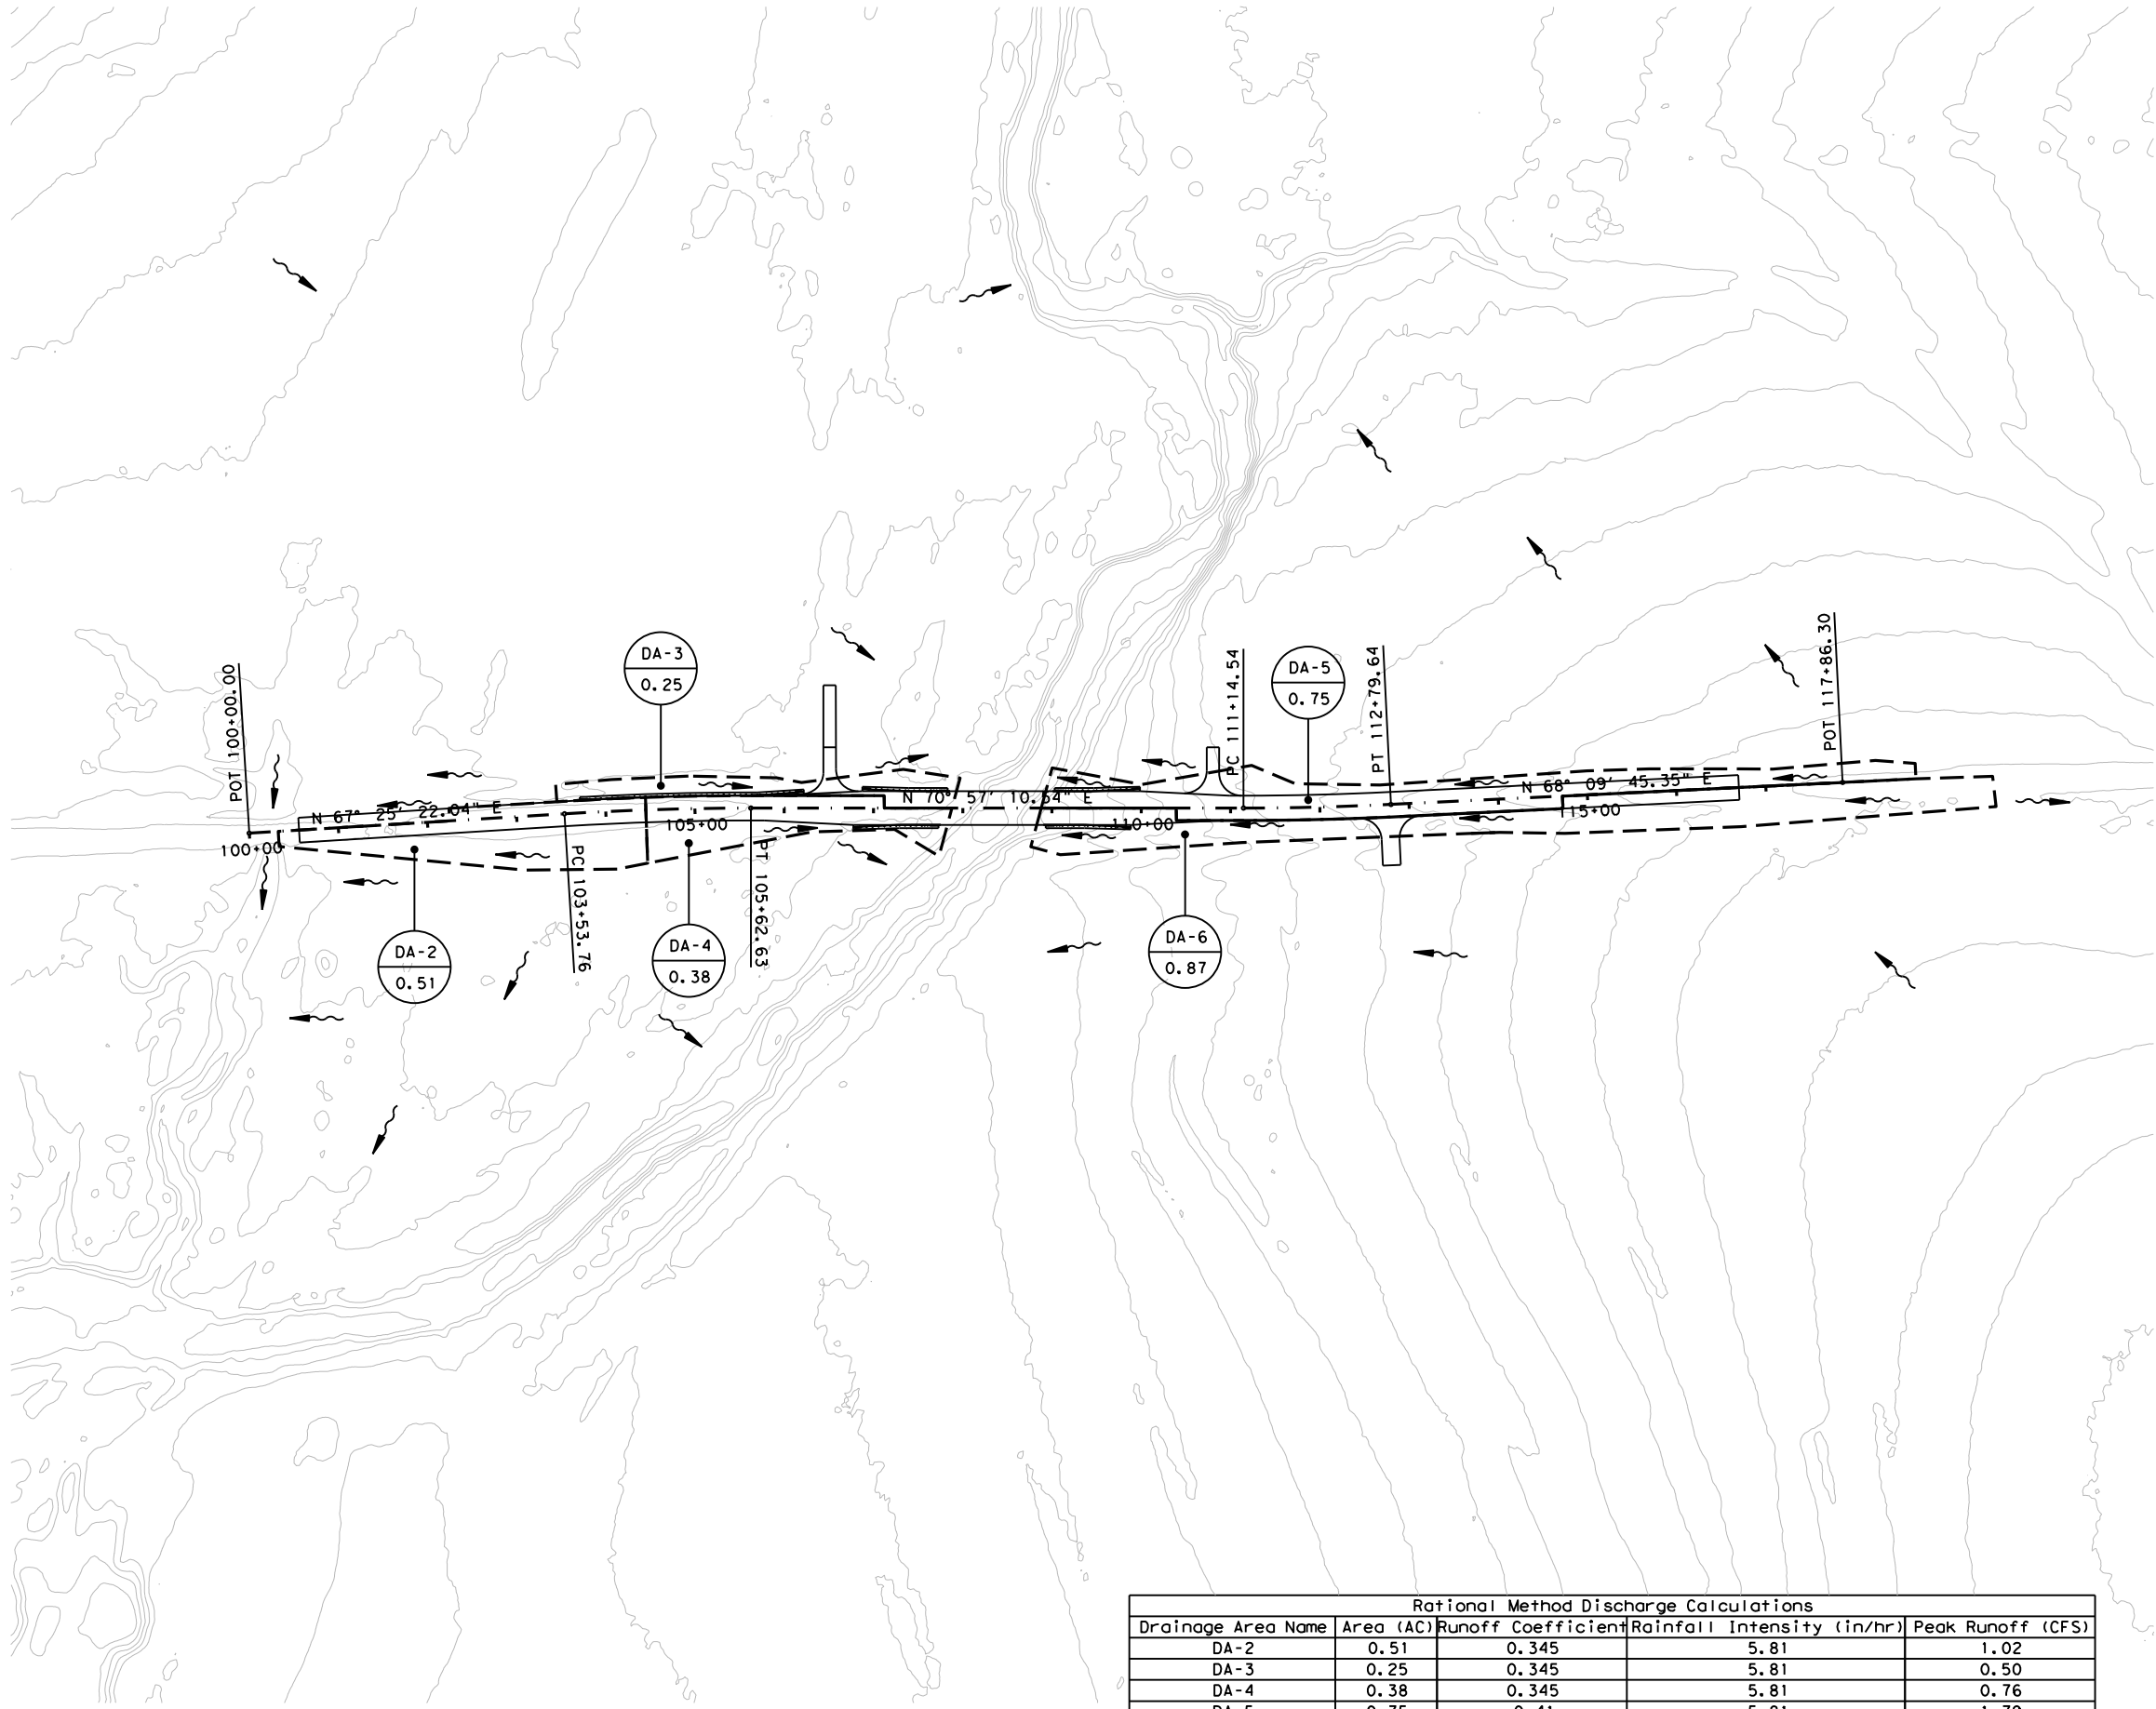 DA-3
0.25
DA-5
0.75
POT 100+00.00
PC 111+14.54
PT 112+79.64
POT 117+86.30
N 67° 25' 22.04" E
N 70° 57' 10.54" E
N 68° 09' 45.35" E
100+00
105+00
110+00
115+00
PC 103+53.76
PT 105+62.63
DA-2
0.51
DA-4
0.38
DA-6
0.87
Rational Method Discharge Calculations
Drainage Area Name Area (AC) Runoff Coefficient Rainfall Intensity (in/hr) Peak Runoff (CFS)
DA-2 0.51 0.345 5.81 1.02
DA-3 0.25 0.345 5.81 0.50
DA-4 0.38 0.345 5.81 0.76